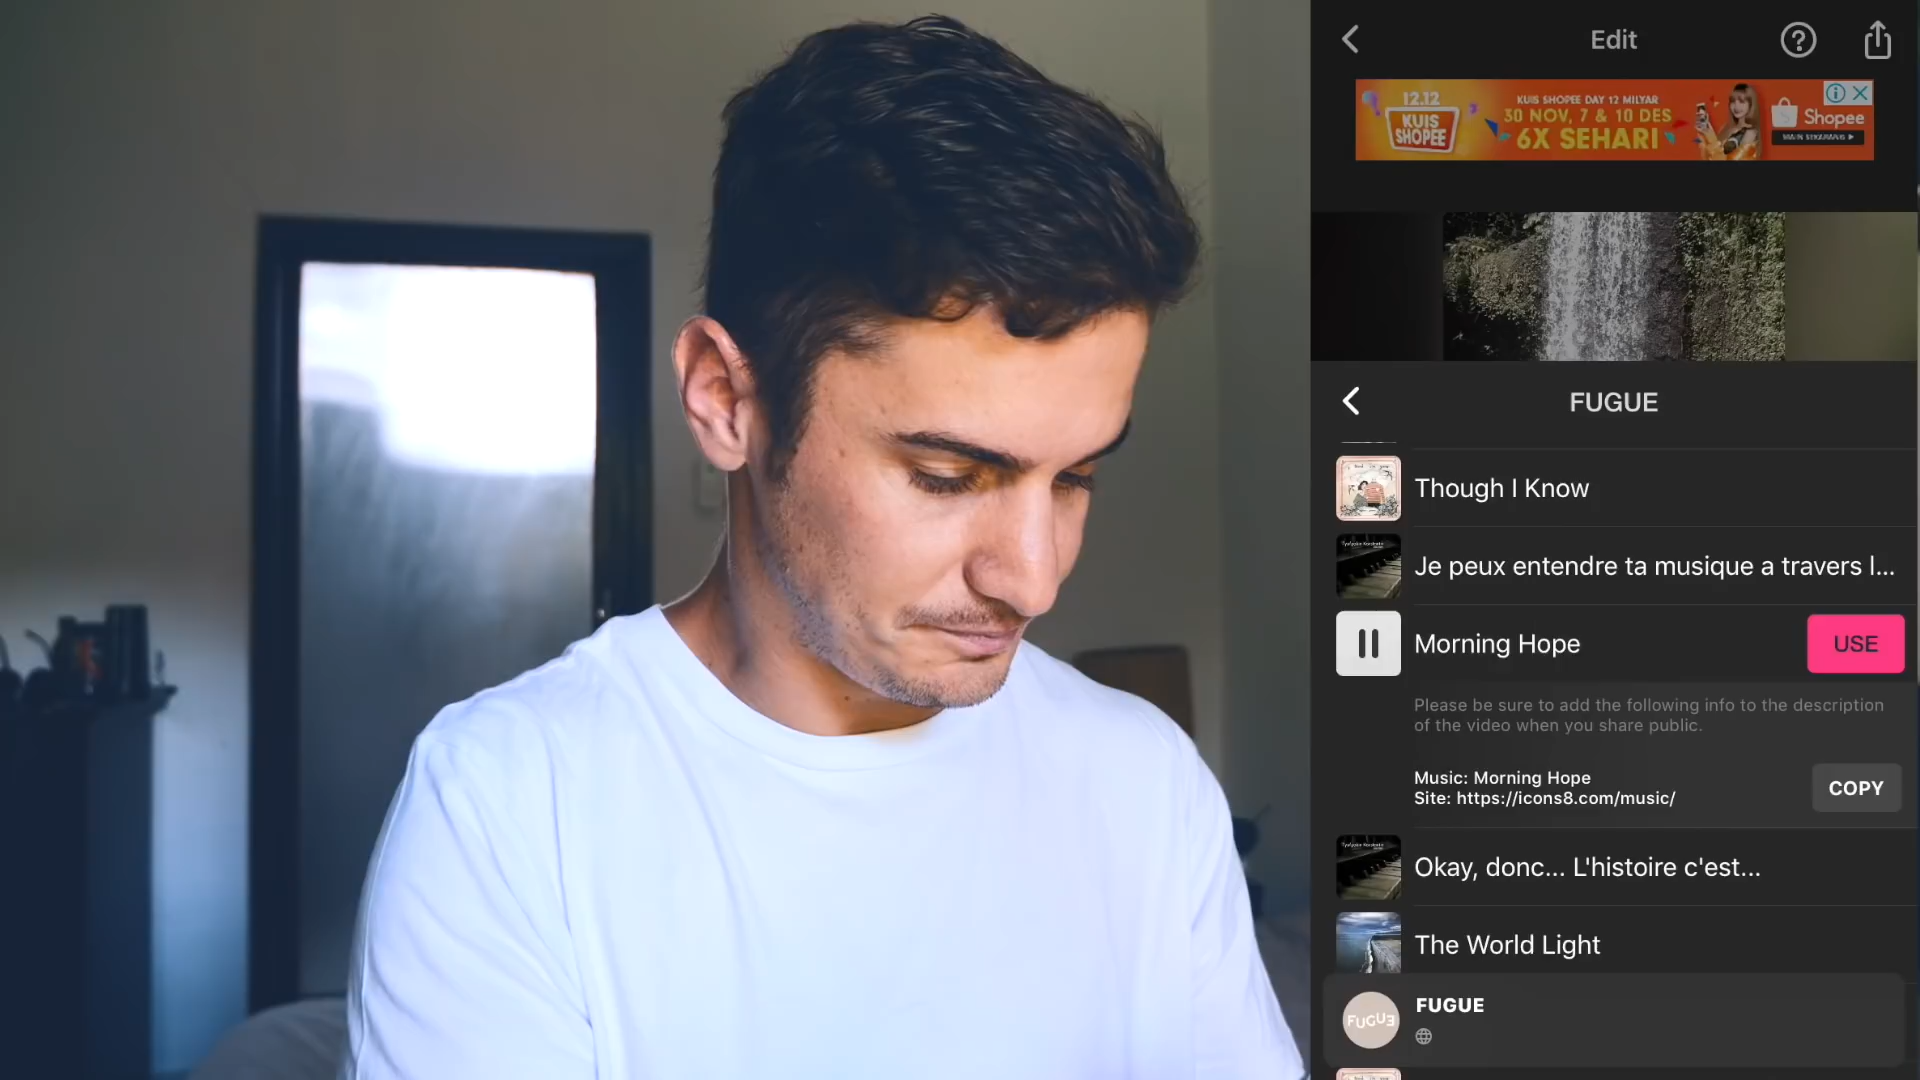 Edit
12.12
KUIS
SHOPEE
KUIS SHOPEE DAY 12 MILYAR
30 NOV, 7 & 10 DES
6X SEHARI
Shopee
MAIN SEKARANG
FUGUE
Though I Know
Je peux entendre ta musique a travers l...
Morning Hope
USE
Please be sure to add the following info to the description
of the video when you share public.
Music: Morning Hope
Site: https://icons8.com/music/
COPY
Okay, donc... L'histoire c'est...
The World Light
FUGUE
FUGUE